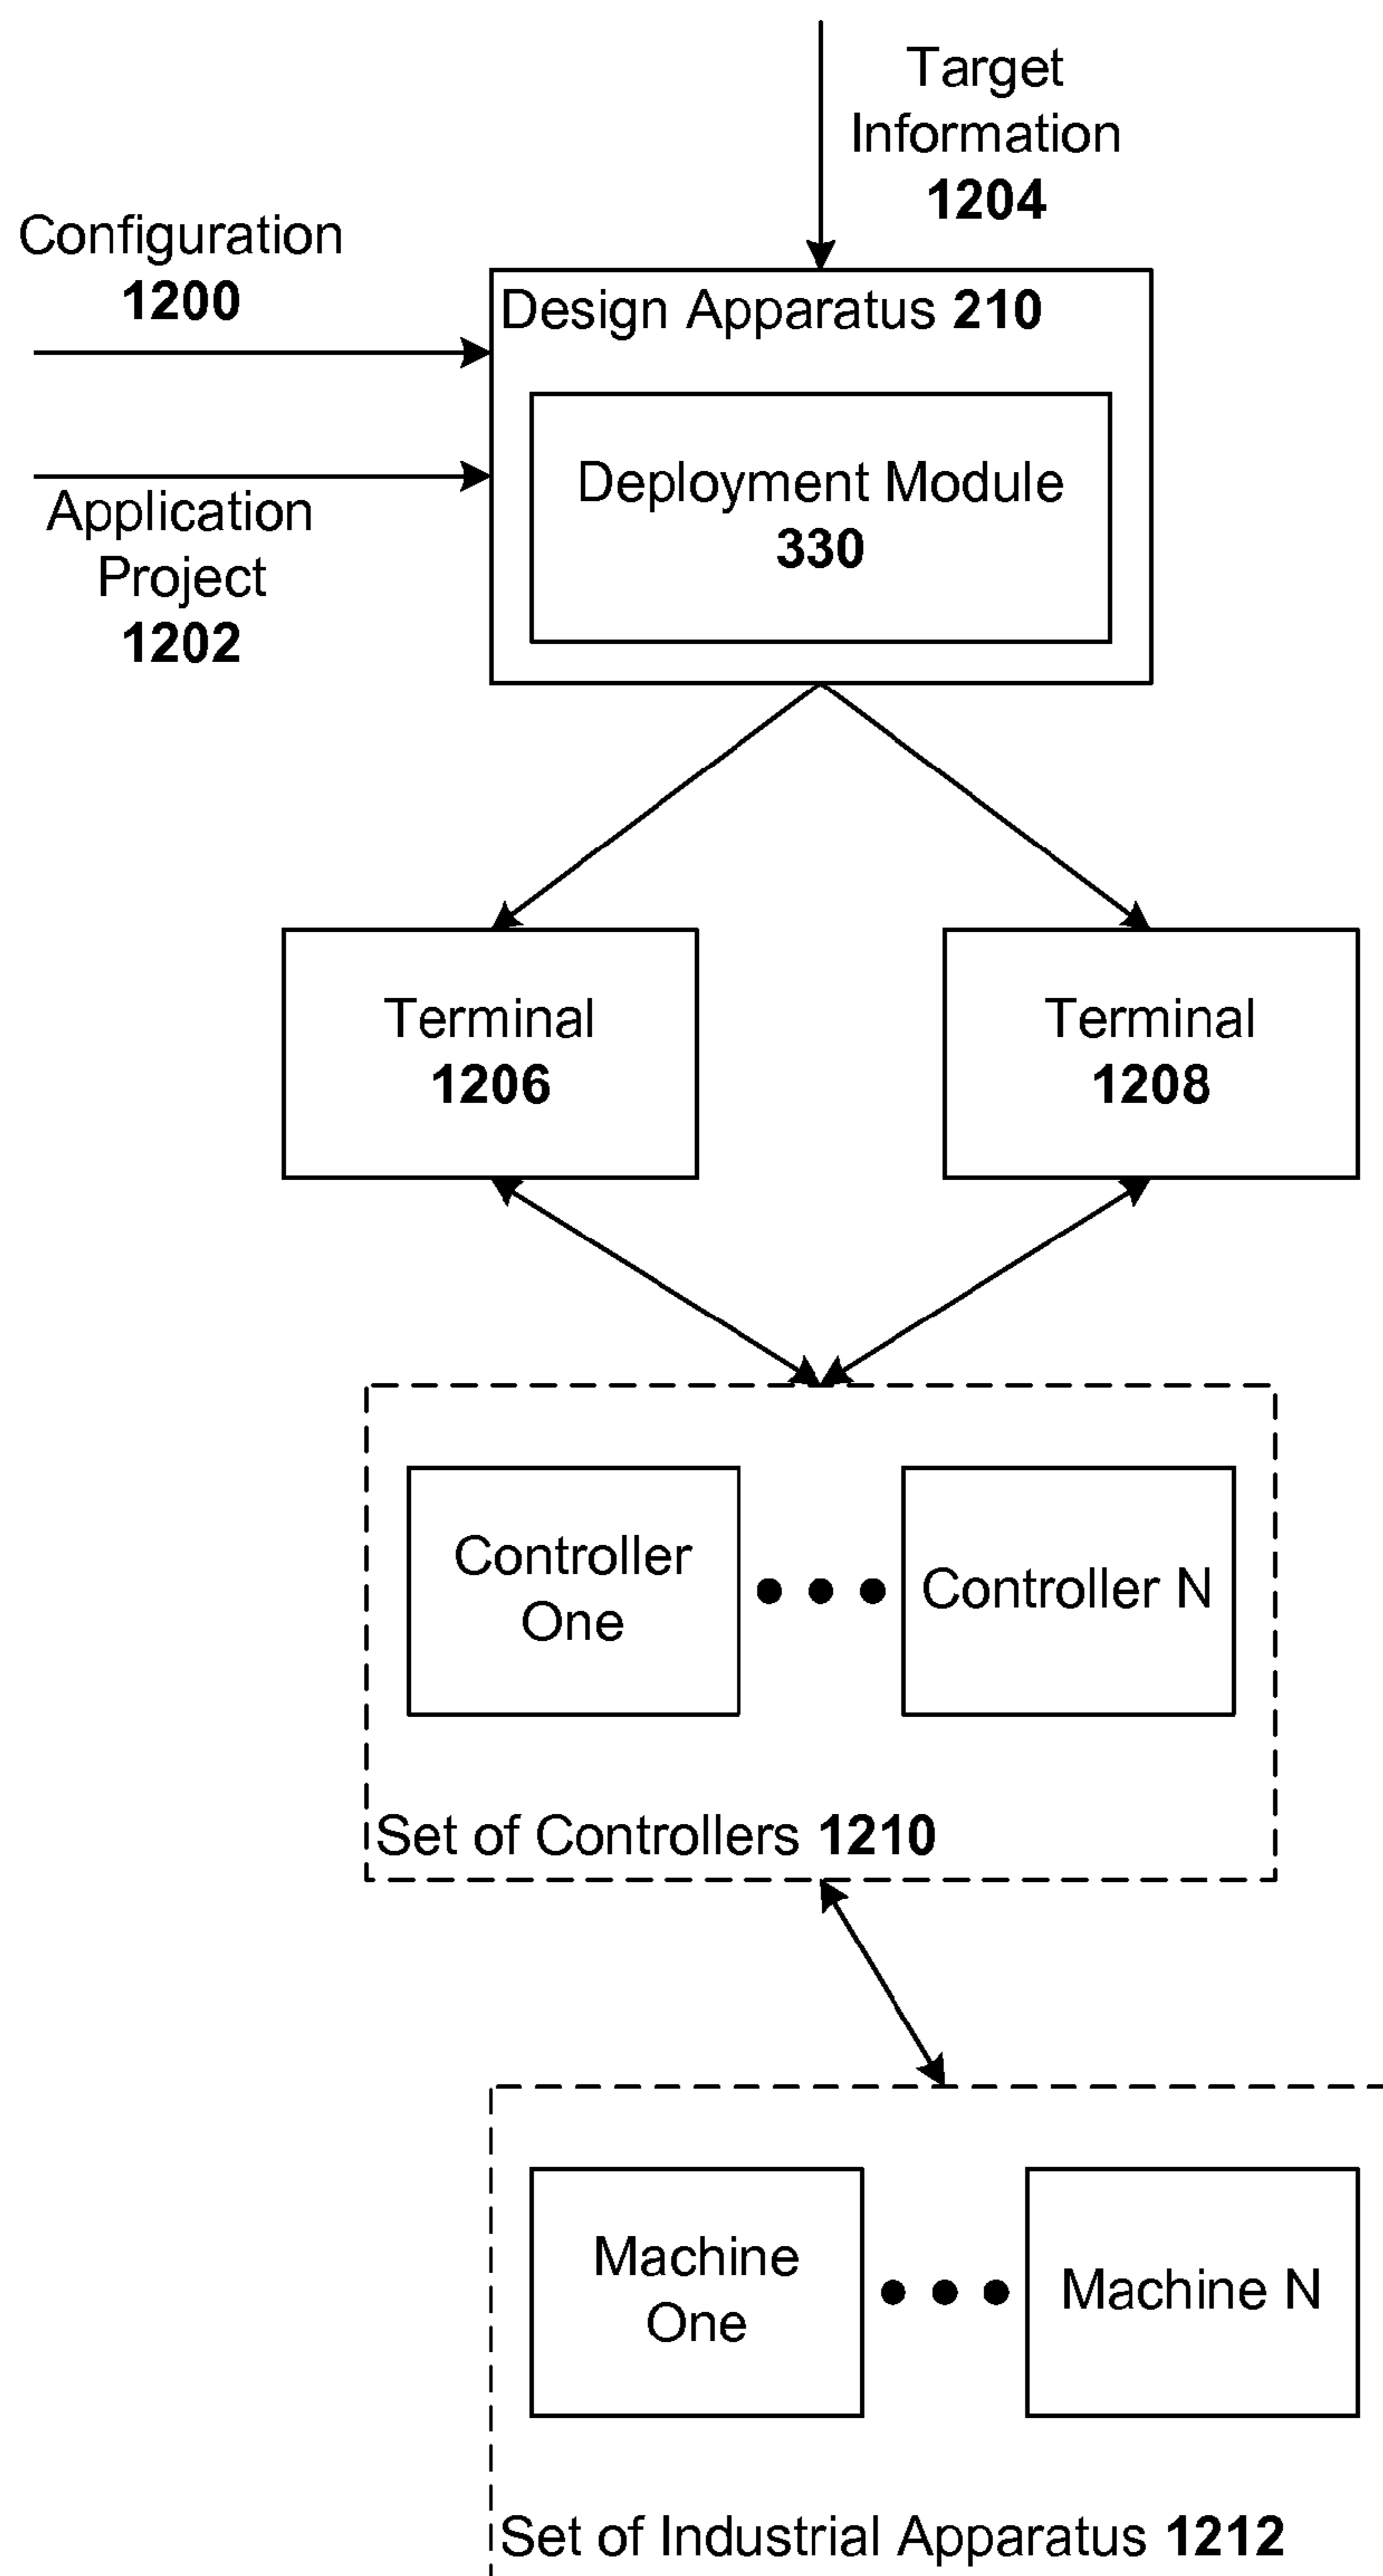 Target
Information
1204
Configuration
1200
Design Apparatus 210
Deployment Module
330
Application
Project
1202
Terminal
1206
Terminal
1208
Controller
One
Controller N
Set of Controllers 1210
Machine
One
Machine N
Set of Industrial Apparatus 1212